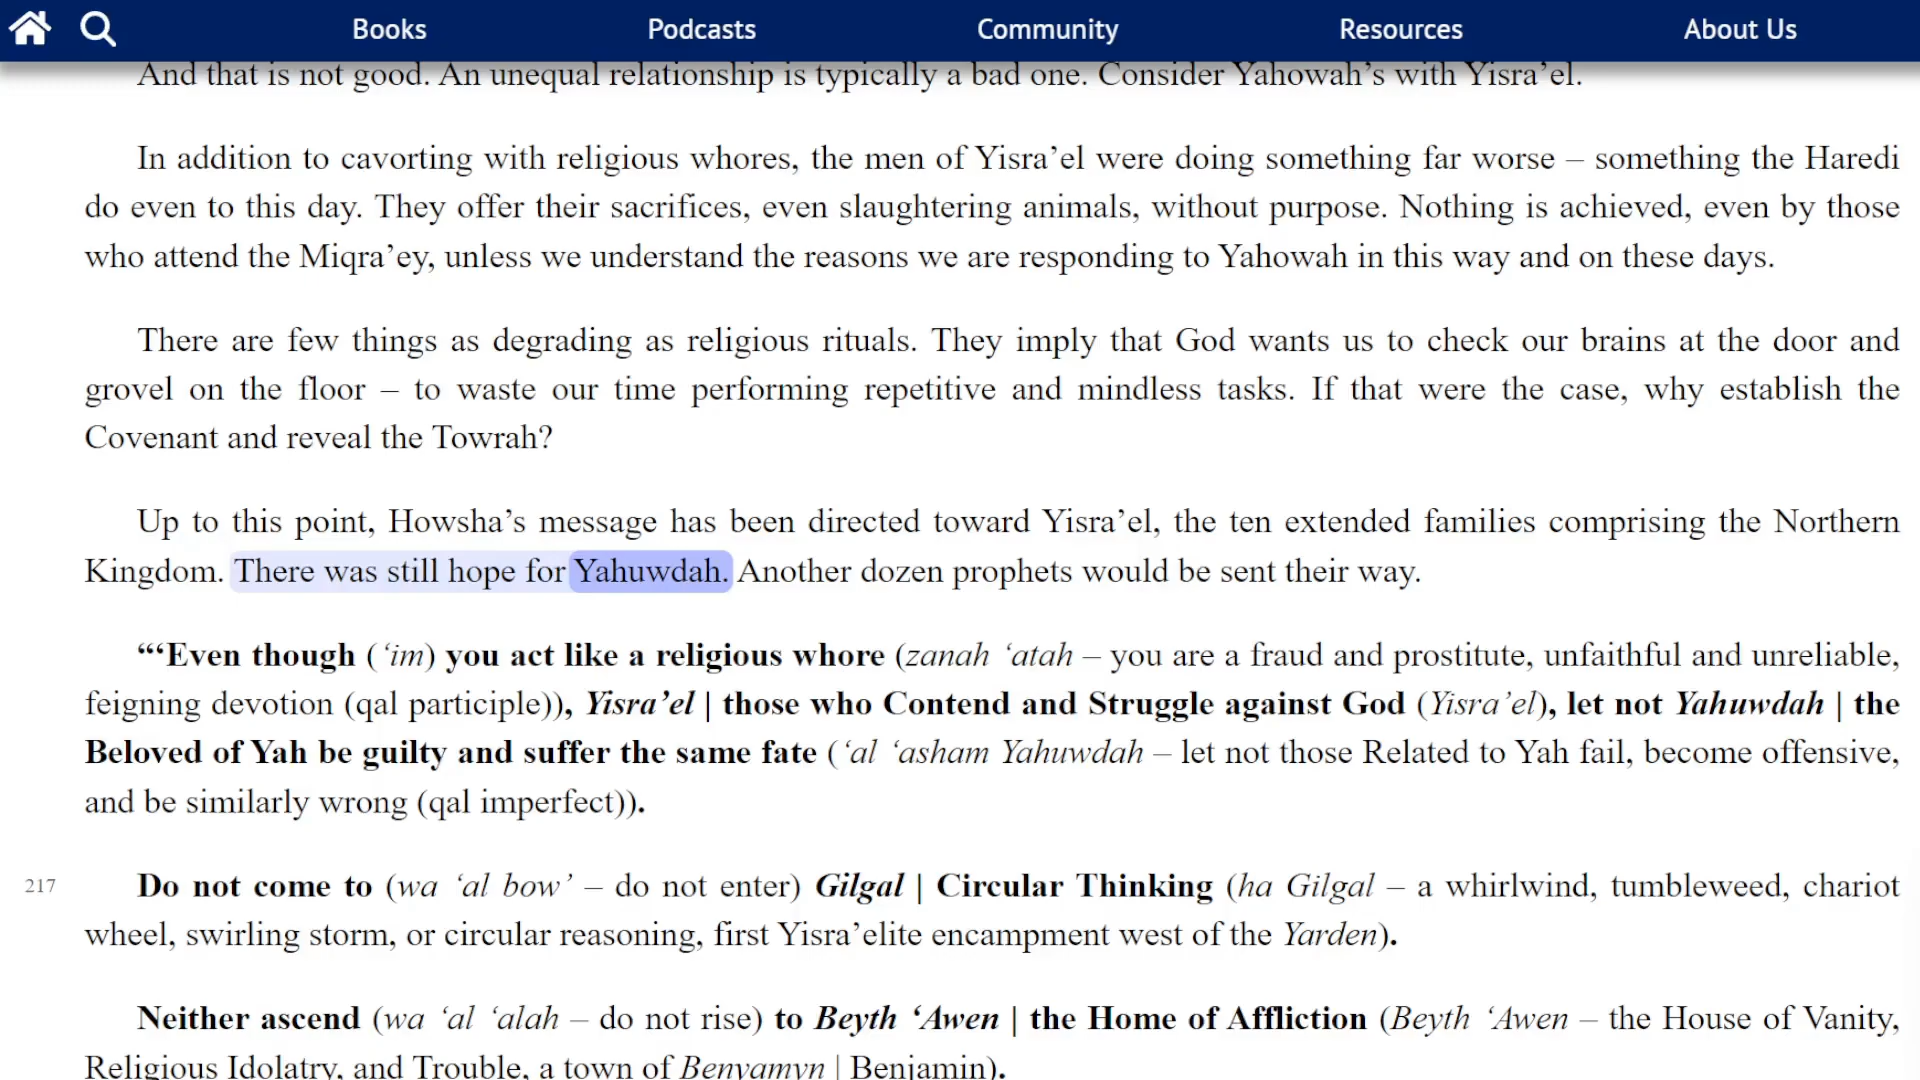 Books Podcasts Community Resources About Us
And that is not good. An unequal relationship is typically a bad one. Consider Yahowah’s with Yisra’el.
In addition to cavorting with religious whores, the men of Yisra’el were doing something far worse – something the Haredi
do even to this day. They offer their sacrifices, even slaughtering animals, without purpose. Nothing is achieved, even by those
who attend the Miqra’ey, unless we understand the reasons we are responding to Yahowah in this way and on these days.
There are few things as degrading as religious rituals. They imply that God wants us to check our brains at the door and
grovel on the floor – to waste our time performing repetitive and mindless tasks. If that were the case, why establish the
Covenant and reveal the Towrah?
Up to this point, Howsha’s message has been directed toward Yisra’el, the ten extended families comprising the Northern
Kingdom. There was still hope for Yahuwdah. Another dozen prophets would be sent their way.
“‘Even though (‘im) you act like a religious whore (zanah ‘atah – you are a fraud and prostitute, unfaithful and unreliable,
feigning devotion (qal participle)), Yisra’el | those who Contend and Struggle against God (Yisra’el), let not Yahuwdah | the
Beloved of Yah be guilty and suffer the same fate (‘al ‘asham Yahuwdah – let not those Related to Yah fail, become offensive,
and be similarly wrong (qal imperfect)).
217 Do not come to (wa ‘al bow’ – do not enter) Gilgal | Circular Thinking (ha Gilgal – a whirlwind, tumbleweed, chariot
wheel, swirling storm, or circular reasoning, first Yisra’elite encampment west of the Yarden).
Neither ascend (wa ‘al ‘alah – do not rise) to Beyth ‘Awen | the Home of Affliction (Beyth ‘Awen – the House of Vanity,
Religious Idolatry, and Trouble, a town of Benyamyn | Benjamin).